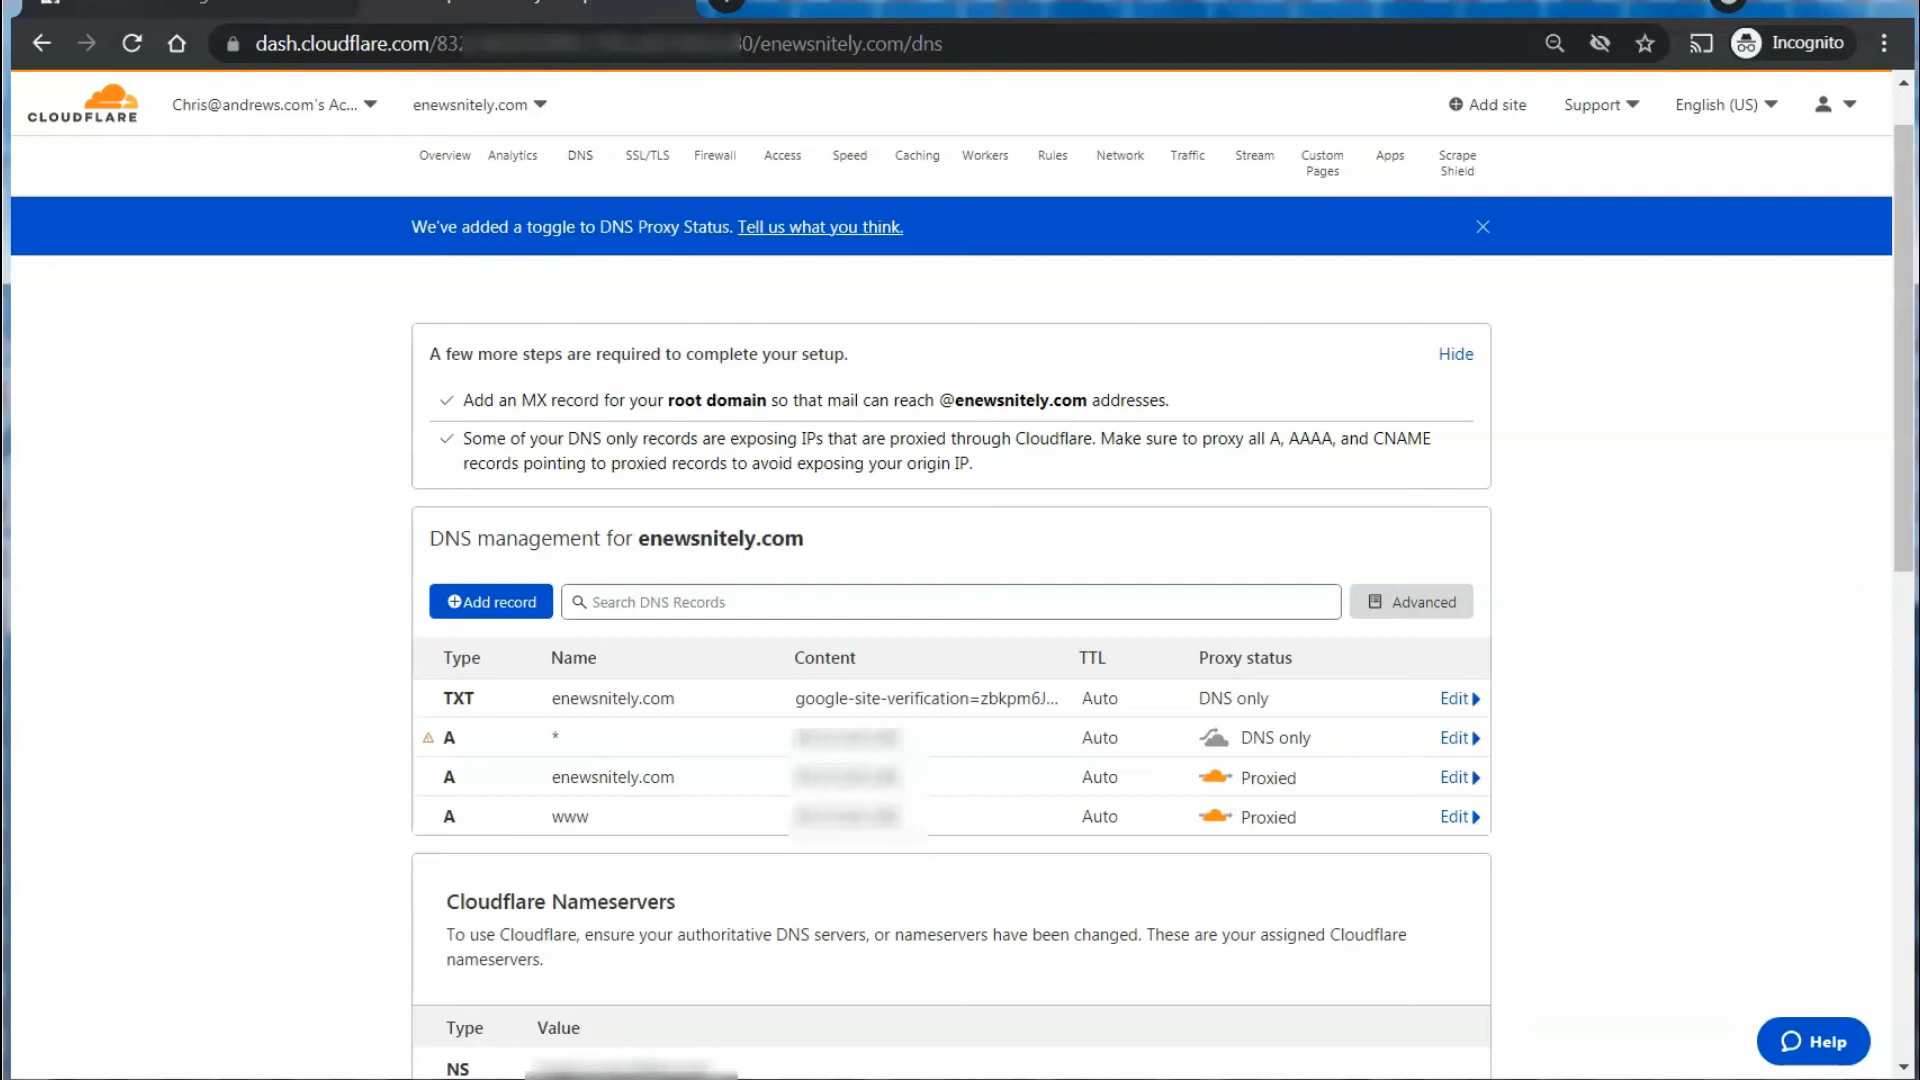 dash.cloudflare.com/832 30/enewsnitely.com/dns
Incognito
CLOUDFLARE
Chris@andrews.com's Ac...
enewsnitely.com
Add site
Support
English (US)
Overview
Analytics
DNS
SSL/TLS
Firewall
Access
Speed
Caching
Workers
Rules
Network
Traffic
Stream
Custom
Pages
Apps
Scrape
Shield
We've added a toggle to DNS Proxy Status. Tell us what you think.
A few more steps are required to complete your setup.
Hide
Add an MX record for your root domain so that mail can reach @enewsnitely.com addresses.
Some of your DNS only records are exposing IPs that are proxied through Cloudflare. Make sure to proxy all A, AAAA, and CNAME
records pointing to proxied records to avoid exposing your origin IP.
DNS management for enewsnitely.com
Add record
Search DNS Records
Advanced
Type Name Content TTL Proxy status
TXT enewsnitely.com google-site-verification=zbkpm6J... Auto DNS only Edit
A * Auto DNS only Edit
A enewsnitely.com Auto Proxied Edit
A www Auto Proxied Edit
Cloudflare Nameservers
To use Cloudflare, ensure your authoritative DNS servers, or nameservers have been changed. These are your assigned Cloudflare
nameservers.
Type Value
NS
Help